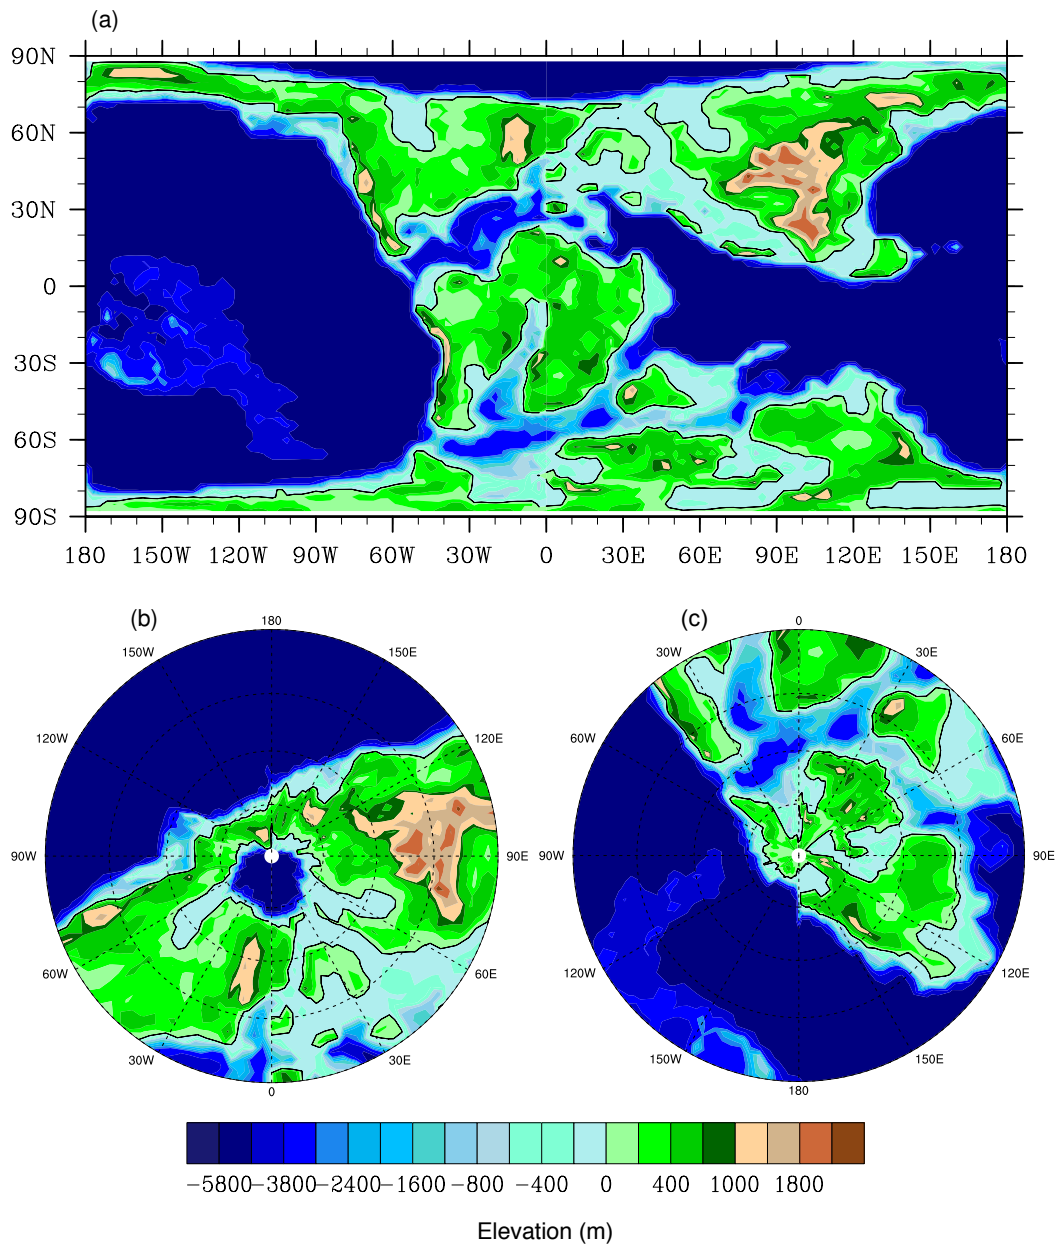 (a)
90N
60N
30N
0
30S
60S
90S
180 150W 120W 90W 60W 30W 0 30E 60E 90E 120E 150E 180
(b) (c)
180 0
150W 150E 30W 30E
120W 120E 60W 60E
90W 90E 90W 90E
60W 60E 120W 120E
30W 30E 150W 150E
0 180
−5800 −3800 −2400 −1600 −800 −400 0 400 1000 1800
Elevation (m)